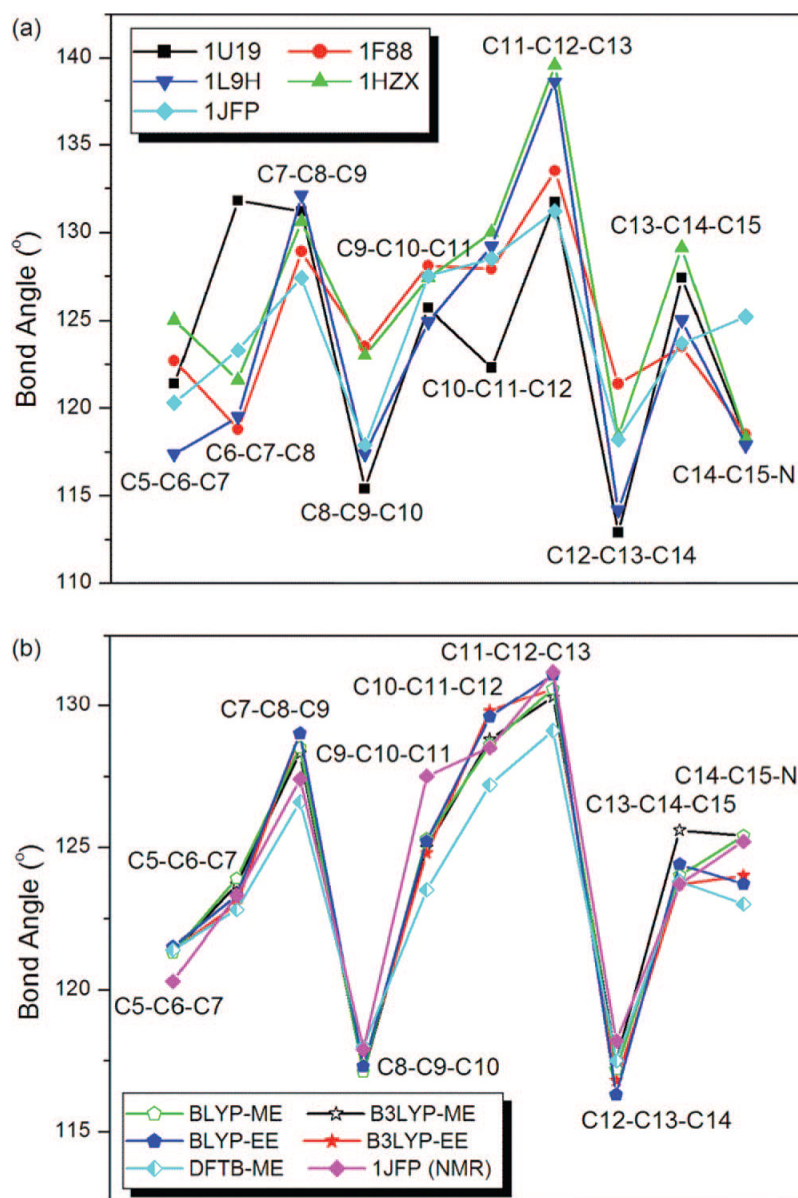 (a)
1U19
1F88
1L9H
1HZX
1JFP
C11-C12-C13
C7-C8-C9
C9-C10-C11
C13-C14-C15
C10-C11-C12
C6-C7-C8
C5-C6-C7
C8-C9-C10
C14-C15-N
C12-C13-C14
Bond Angle (°)
140
135
130
125
120
115
110
(b)
C11-C12-C13
C10-C11-C12
C7-C8-C9
C9-C10-C11
C14-C15-N
C13-C14-C15
C5-C6-C7
C5-C6-C7
C8-C9-C10
C12-C13-C14
Bond Angle (°)
130
125
120
115
BLYP-ME
B3LYP-ME
BLYP-EE
B3LYP-EE
DFTB-ME
1JFP (NMR)